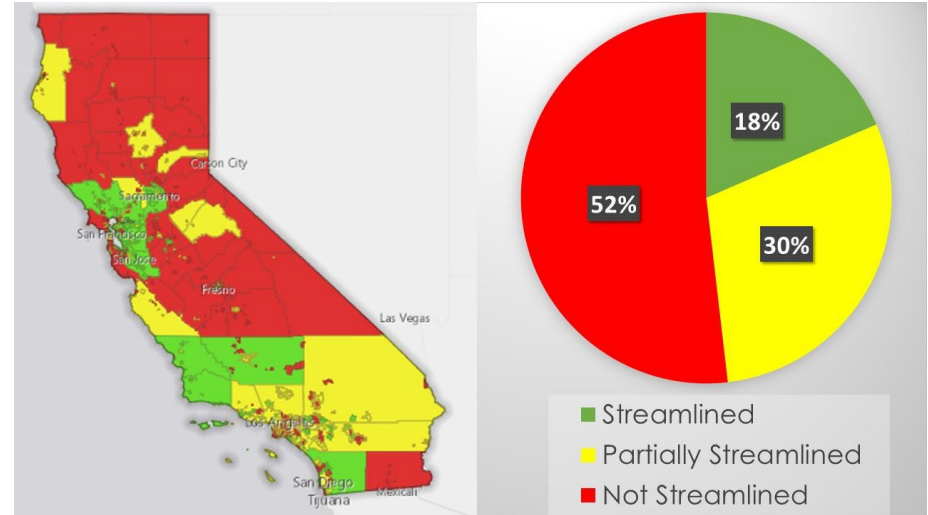 Carson City
Sacramento
San Francisco
San Jose
Fresno
Las Vegas
Los Angeles
San Diego
Tijuana
Mexicali
18%
52%
30%
Streamlined
Partially Streamlined
Not Streamlined